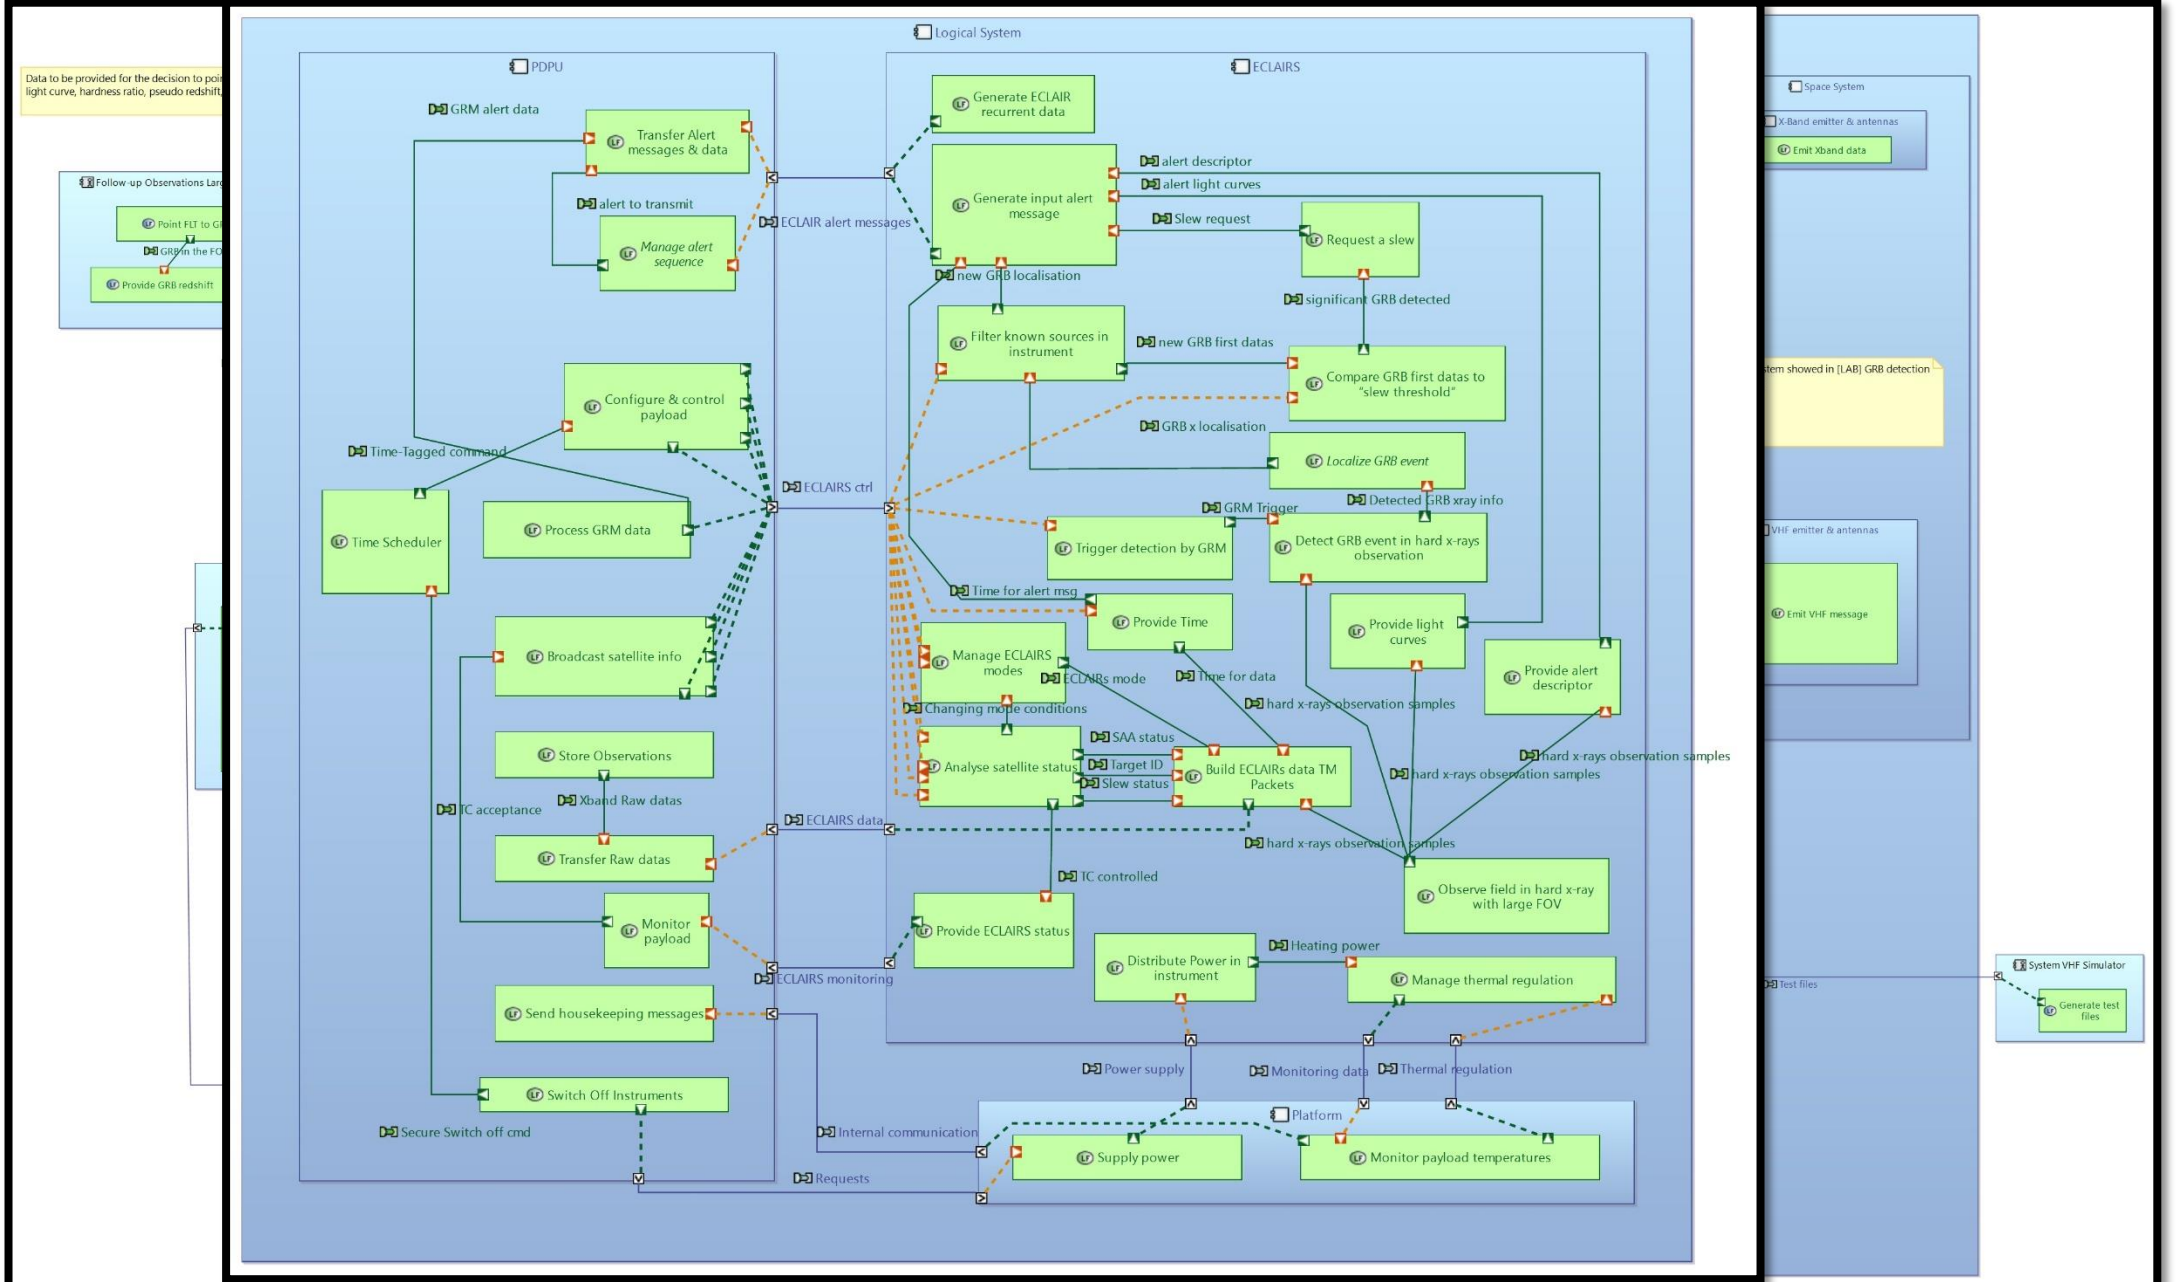 Data to be provided for the decision to poi
light curve, hardness ratio, pseudo redshift,
Follow-up Observations Larg
Point FLT to G
GRB in the FO
Provide GRB redshift
Logical System
PDPU
GRM alert data
Transfer Alert
messages & data
alert to transmit
Manage alert
sequence
Configure & control
payload
Time-Tagged command
Time Scheduler
Process GRM data
Broadcast satellite info
Store Observations
Xband Raw datas
TC acceptance
Transfer Raw datas
Monitor
payload
Send housekeeping messages
Switch Off Instruments
Secure Switch off cmd
ECLAIR alert messages
ECLAIRS ctrl
ECLAIRS data
ECLAIRS monitoring
Internal communication
Requests
ECLAIRS
Generate ECLAIR
recurrent data
Generate input alert
message
alert descriptor
alert light curves
Slew request
Request a slew
new GRB localisation
significant GRB detected
Filter known sources in
instrument
new GRB first datas
Compare GRB first datas to
"slew threshold"
GRB x localisation
Localize GRB event
Detected GRB xray info
GRM Trigger
Trigger detection by GRM
Detect GRB event in hard x-rays
observation
Time for alert msg
Provide Time
Provide light
curves
Manage ECLAIRS
modes
ECLAIRs mode
Time for data
Provide alert
descriptor
Changing mode conditions
hard x-rays observation samples
SAA status
Analyse satellite status
Target ID
Slew status
Build ECLAIRs data TM
Packets
hard x-rays observation samples
hard x-rays observation samples
hard x-rays observation samples
TC controlled
Observe field in hard x-ray
with large FOV
Provide ECLAIRS status
Distribute Power in
instrument
Heating power
Manage thermal regulation
Power supply
Monitoring data
Thermal regulation
Platform
Supply power
Monitor payload temperatures
Space System
X-Band emitter & antennas
Emit Xband data
stem showed in [LAB] GRB detection
VHF emitter & antennas
Emit VHF message
System VHF Simulator
Test files
Generate test
files